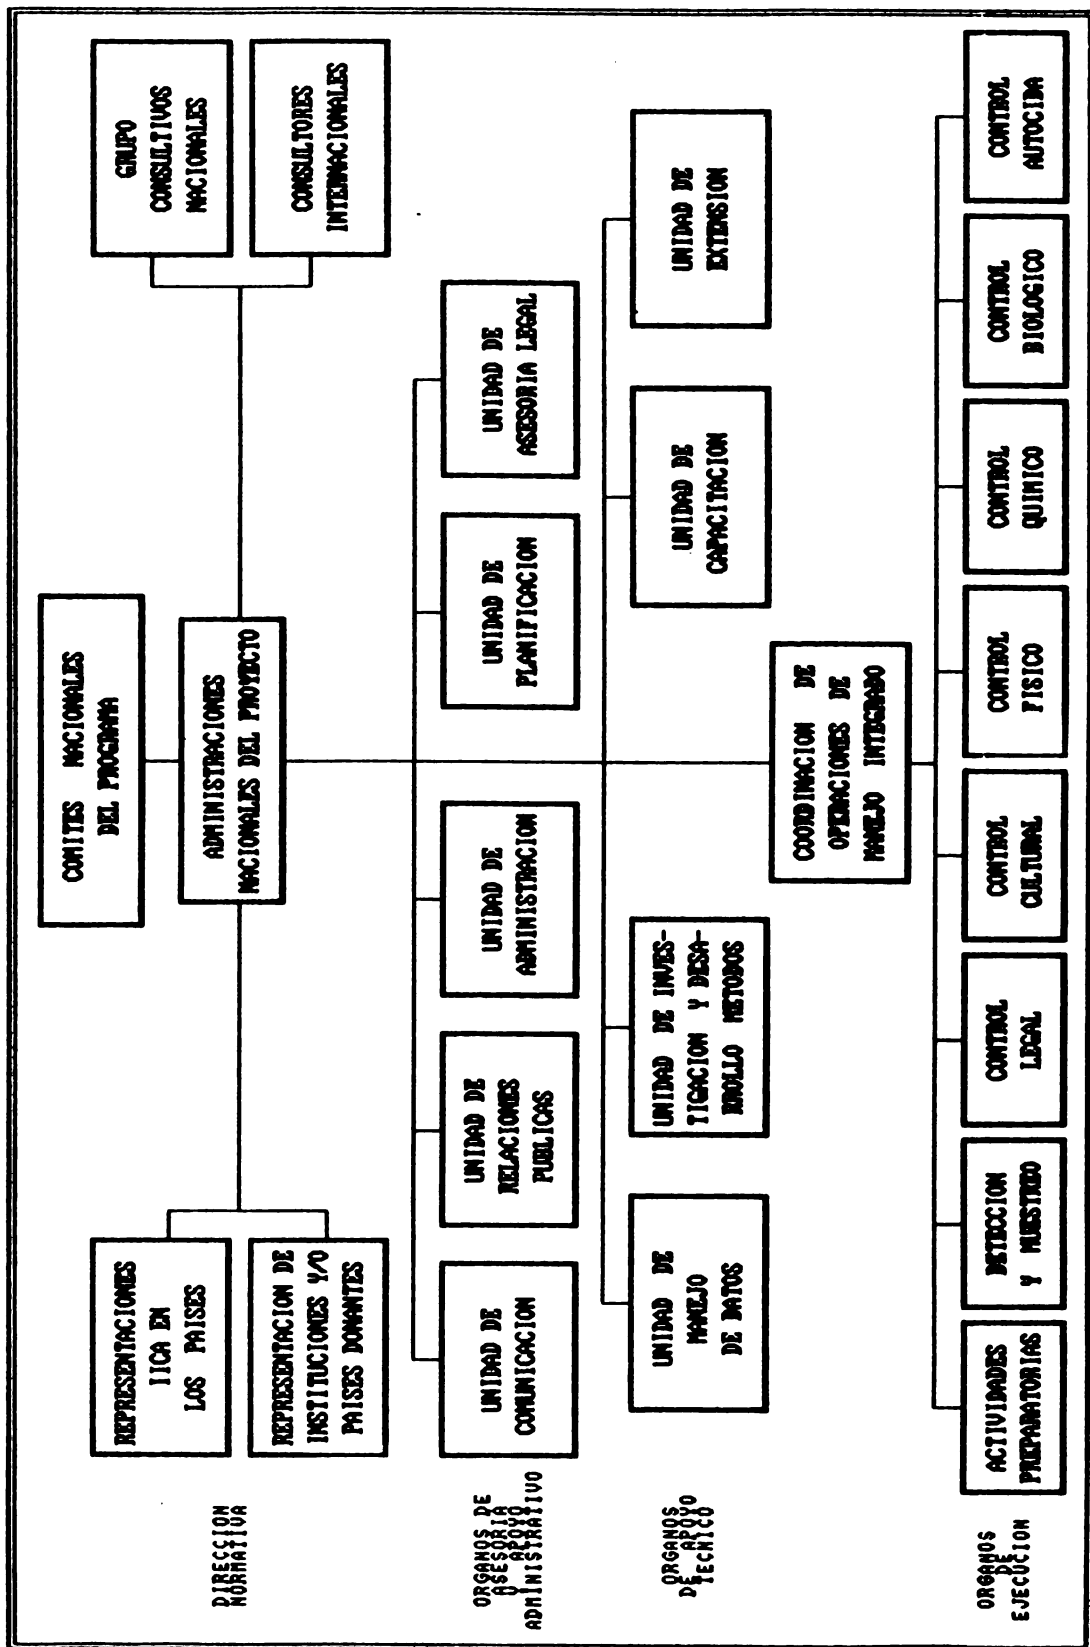 COMITES NACIONALES
DEL PROGRAMA
REPRESENTACIONES
IICA EN
LOS PAISES
REPRESENTACION DE
INSTITUCIONES Y/O
PAISES DONANTES
ADMINISTRACIONES
NACIONALES DEL PROYECTO
GRUPO
CONSULTIVOS
NACIONALES
CONSULTORES
INTERNACIONALES
DIRECCION
NORMATIVA
ORGANOS DE
ASESORIA
Y APOYO
ADMINISTRATIVO
UNIDAD DE
COMUNICACION
UNIDAD DE
RELACIONES
PUBLICAS
UNIDAD DE
ADMINISTRACION
UNIDAD DE
PLANIFICACION
UNIDAD DE
ASESORIA LEGAL
ORGANOS
DE APOYO
TECNICO
UNIDAD DE
MANEJO
DE DATOS
UNIDAD DE INVES-
TIGACION Y DESA-
RROLLO METODOS
UNIDAD DE
CAPACITACION
UNIDAD DE
EXTENSION
COORDINACION DE
OPERACIONES DE
MANEJO INTEGRADO
ORGANOS
DE
EJECUCION
ACTIVIDADES
PREPARATORIAS
DETECCION
Y MUESTREO
CONTROL
LEGAL
CONTROL
CULTURAL
CONTROL
FISICO
CONTROL
QUIMICO
CONTROL
BIOLOGICO
CONTROL
AUTOCIDA